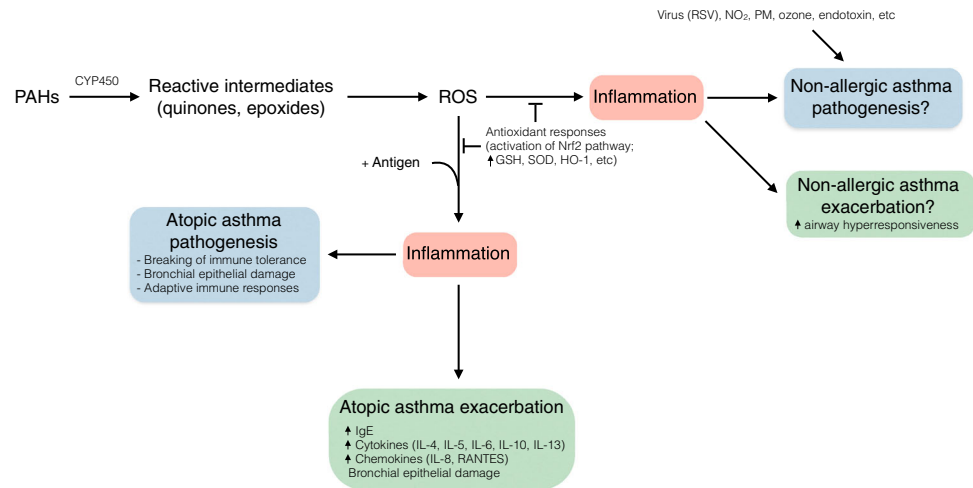 Virus (RSV), NO₂, PM, ozone, endotoxin, etc
CYP450
PAHs
Reactive intermediates
(quinones, epoxides)
ROS
Inflammation
Non-allergic asthma
pathogenesis?
Antioxidant responses
(activation of Nrf2 pathway;
GSH, SOD, HO-1, etc)
+ Antigen
Non-allergic asthma
exacerbation?
airway hyperresponsiveness
Atopic asthma
pathogenesis
- Breaking of immune tolerance
- Bronchial epithelial damage
- Adaptive immune responses
Inflammation
Atopic asthma exacerbation
IgE
Cytokines (IL-4, IL-5, IL-6, IL-10, IL-13)
Chemokines (IL-8, RANTES)
Bronchial epithelial damage